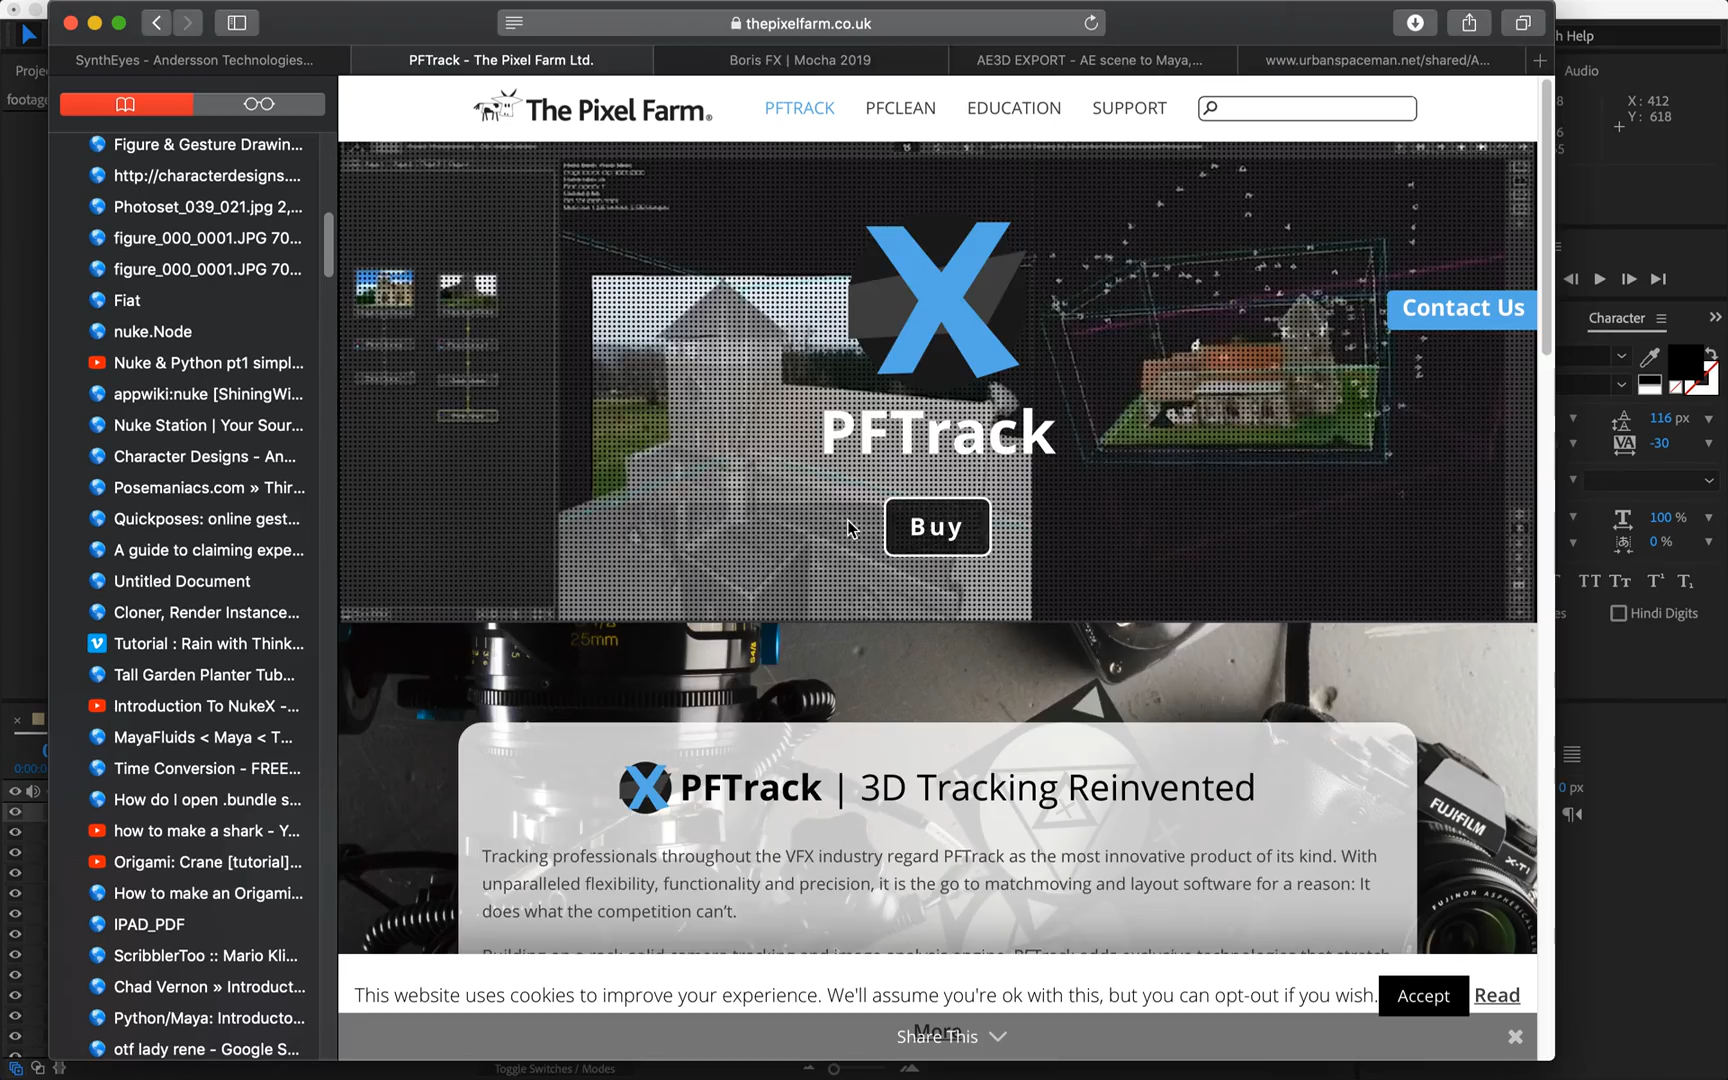 h Help
thepixelfarm.co.uk
SynthEyes - Andersson Technologies...
PFTrack - The Pixel Farm Ltd.
Boris FX | Mocha 2019
AE3D EXPORT - AE scene to Maya,...
www.urbanspaceman.net/shared/A...
Proje
Audio
footag
X : 412
Y : 618
The Pixel Farm.
PFTRACK
PFCLEAN
EDUCATION
SUPPORT
Figure & Gesture Drawin...
http://characterdesigns....
Photoset_039_021.jpg 2,...
figure_000_0001.JPG 70...
figure_000_0001.JPG 70...
Fiat
nuke.Node
Nuke & Python pt1 simpl...
appwiki:nuke [ShiningWi...
Nuke Station | Your Sour...
Character Designs - An...
Posemaniacs.com » Thir...
Quickposes: online gest...
A guide to claiming expe...
Untitled Document
Cloner, Render Instance...
Tutorial : Rain with Think...
Tall Garden Planter Tub...
Introduction To NukeX -...
MayaFluids < Maya < T...
Time Conversion - FREE...
How do I open .bundle s...
how to make a shark - Y...
Origami: Crane [tutorial]...
How to make an Origami...
IPAD_PDF
ScribblerToo :: Mario Kli...
Chad Vernon » Introduct...
Python/Maya: Introducto...
otf lady rene - Google S...
X
PFTrack
Buy
Contact Us
Character
116 px
-30
100 %
0 %
TT Tr T¹ T₁
es
Hindi Digits
0 px
25mm
X PFTrack | 3D Tracking Reinvented
Tracking professionals throughout the VFX industry regard PFTrack as the most innovative product of its kind. With
unparalleled flexibility, functionality and precision, it is the go to matchmoving and layout software for a reason: It
does what the competition can't.
FUJIFILM
X-T1
This website uses cookies to improve your experience. We'll assume you're ok with this, but you can opt-out if you wish.
Accept
Read
More
Share This
Toggle Switches / Modes